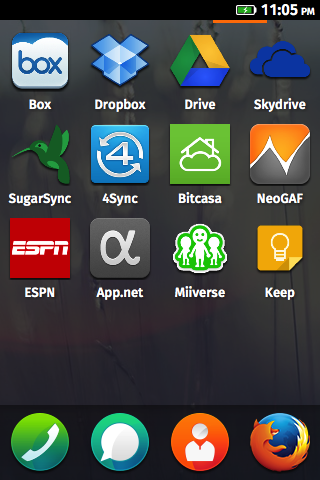 11:05 PM
box
Box
Dropbox
Drive
Skydrive
4
SugarSync
4Sync
Bitcasa
NeoGAF
ESPN
α
ESPN
App.net
Miiverse
Keep